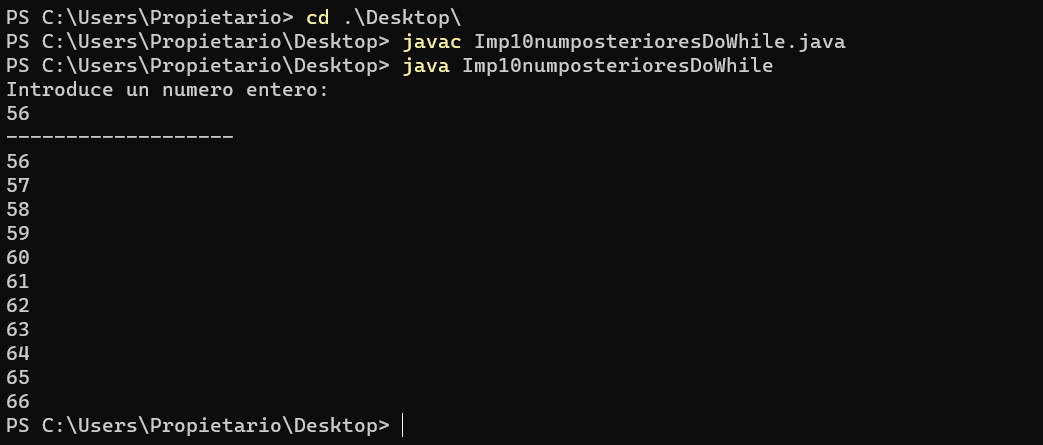 PS C:\Users\Propietario> cd .\Desktop\
PS C:\Users\Propietario\Desktop> javac Imp10numposterioresDoWhile.java
PS C:\Users\Propietario\Desktop> java Imp10numposterioresDoWhile
Introduce un numero entero:
56
-------------------
56
57
58
59
60
61
62
63
64
65
66
PS C:\Users\Propietario\Desktop>